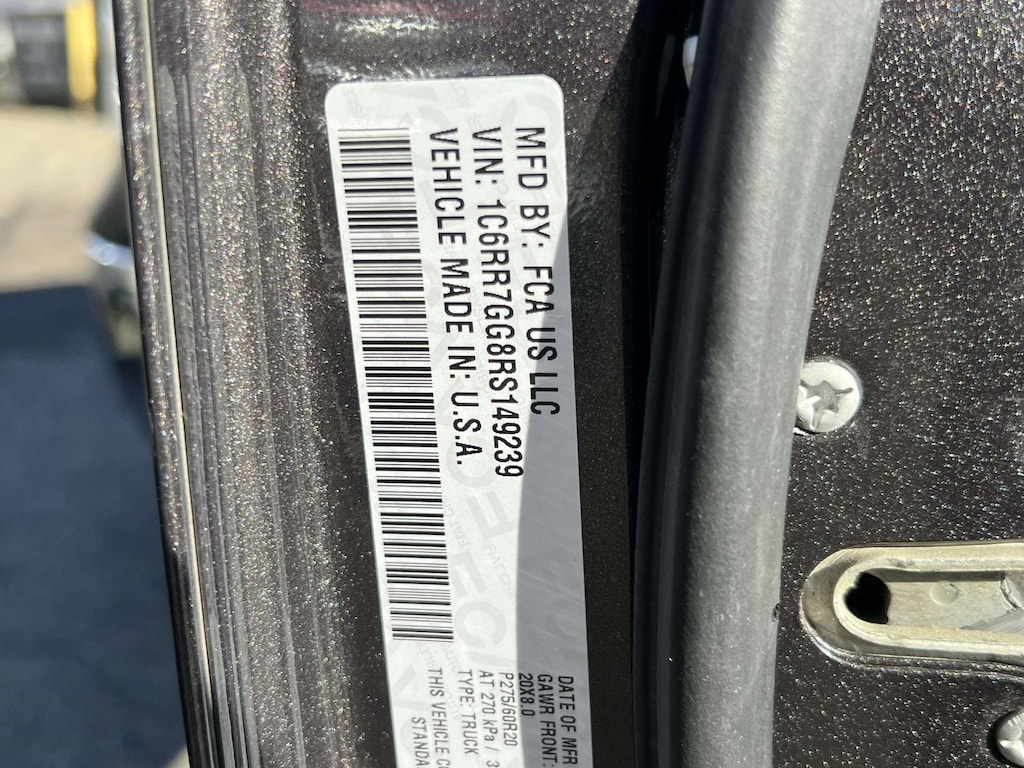 MFD BY: FCA US LLC
VIN: 1C6RR7GG8RS149239
VEHICLE MADE IN: U.S.A.
DATE OF MFR
GAWR FRONT:
20X8.0
P275/60R20
AT 270 kPa / 3
TYPE: TRUCK
THIS VEHICLE
STANDA